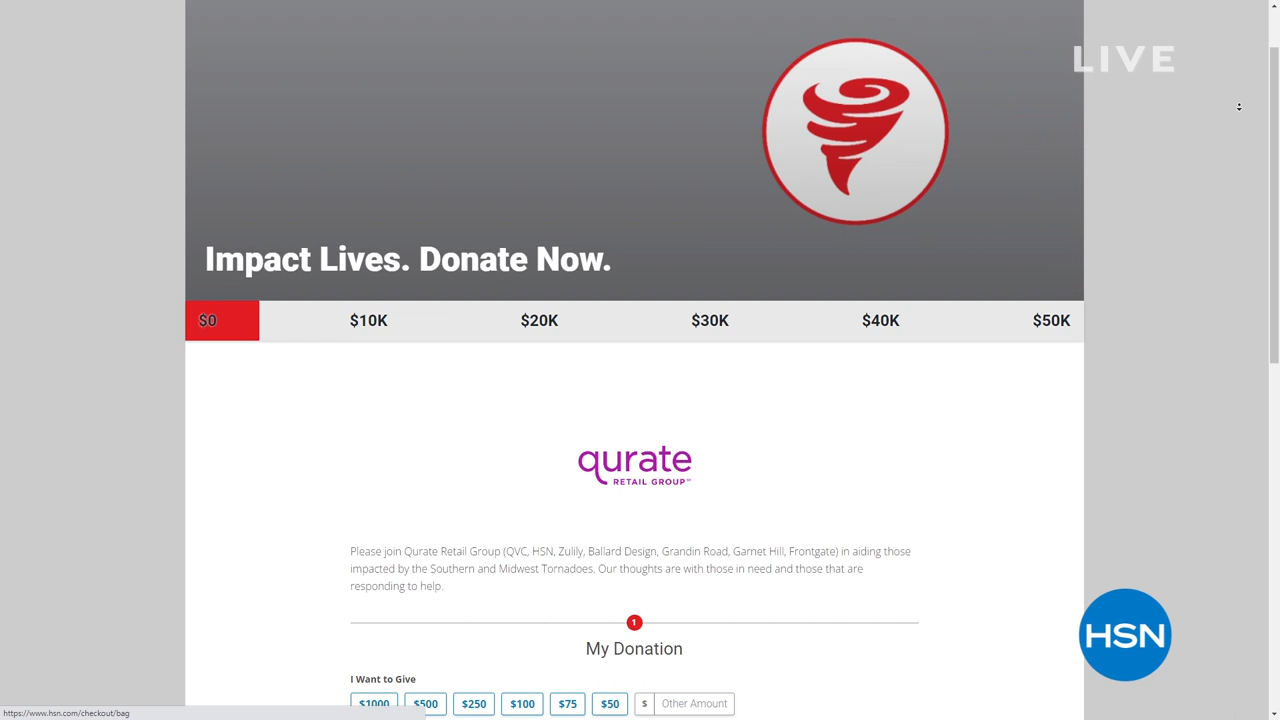 LIVE
Impact Lives. Donate Now.
$0 $10K $20K $30K $40K $50K
qurate
RETAIL GROUP℠
Please join Qurate Retail Group (QVC, HSN, Zulily, Ballard Design, Grandin Road, Garnet Hill, Frontgate) in aiding those
impacted by the Southern and Midwest Tornadoes. Our thoughts are with those in need and those that are
responding to help.
1
My Donation
HSN
I Want to Give
$1000 $500 $250 $100 $75 $50 $ Other Amount
https://www.hsn.com/checkout/bag